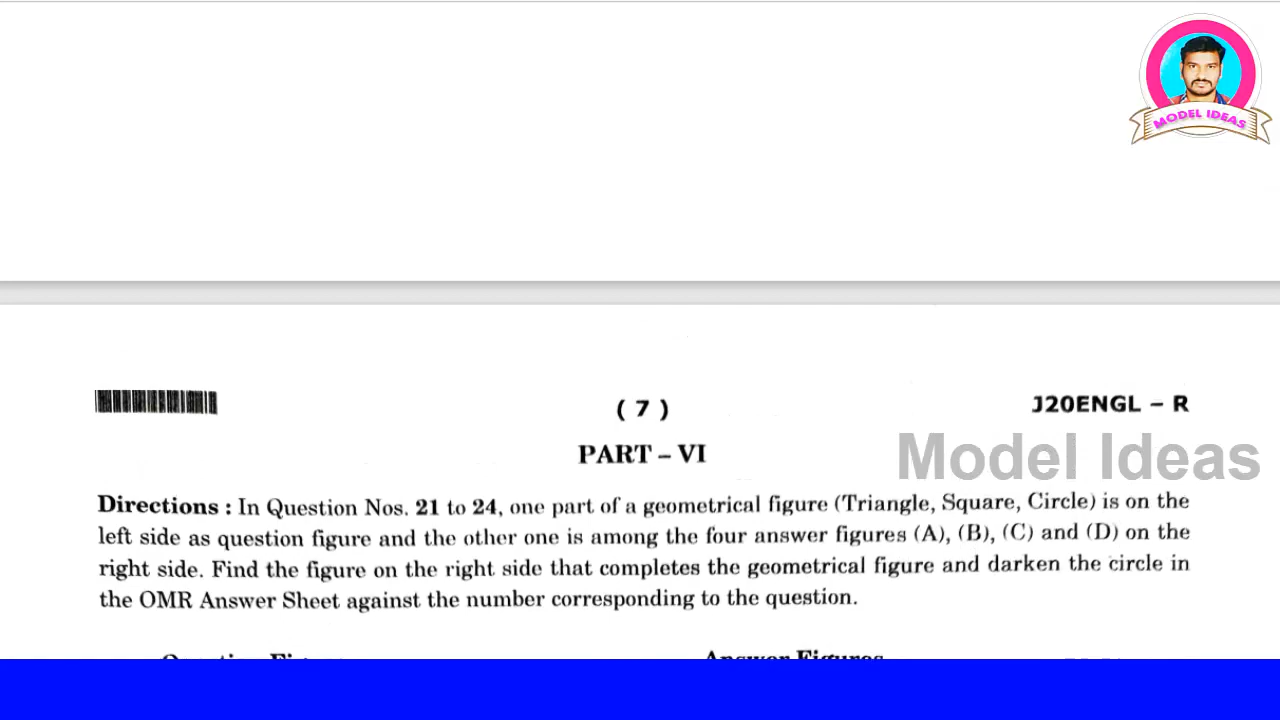 MODEL IDEAS
( 7 )
J20ENGL – R
PART – VI
Model Ideas
Directions : In Question Nos. 21 to 24, one part of a geometrical figure (Triangle, Square, Circle) is on the
left side as question figure and the other one is among the four answer figures (A), (B), (C) and (D) on the
right side. Find the figure on the right side that completes the geometrical figure and darken the circle in
the OMR Answer Sheet against the number corresponding to the question.
Answer Figures